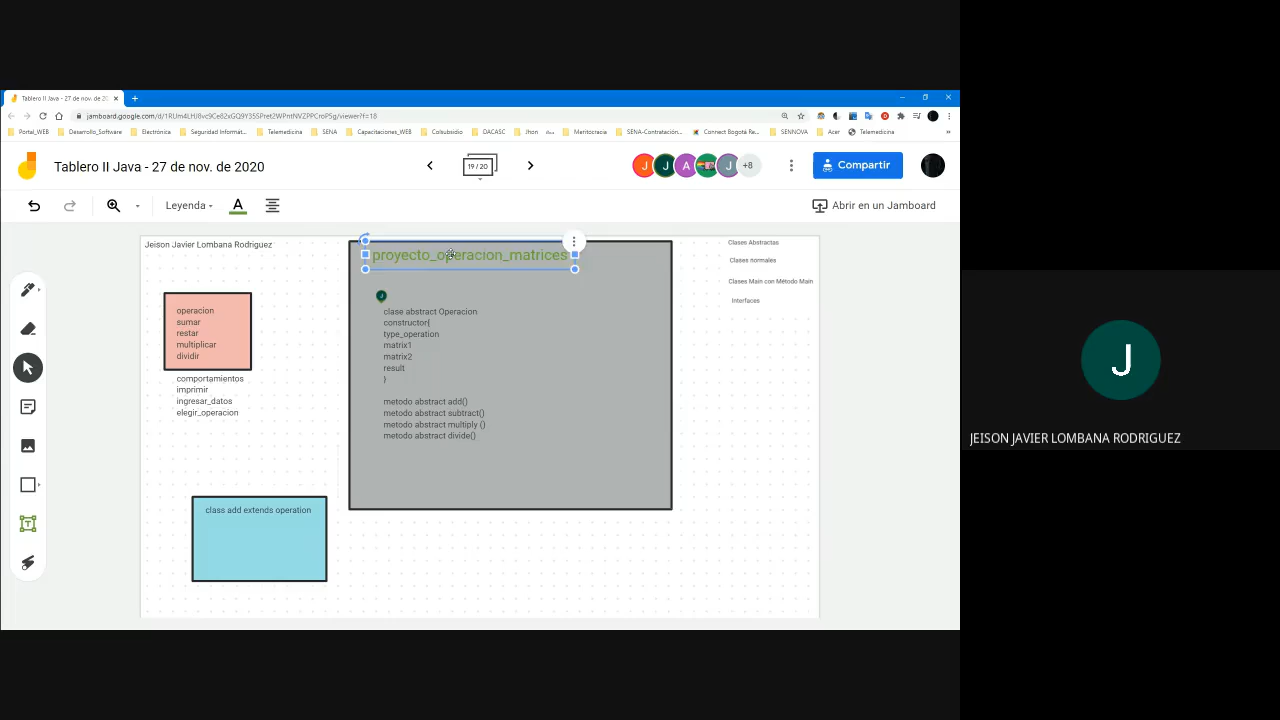 Tablero II Java - 27 de nov. de 20
jamboard.google.com/d/1RUm4LHJ8vc9Ce82xGQ9Y3S5Pret2WPntNVZPPCroPSg/viewer?f=18
Portal_WEB
Desarrollo_Software
Electrónica
Seguridad Informát...
Telemedicina
SENA
Capacitaciones_WEB
Colsubsidio
OACASC
Jhon
Meritocracia
SENA-Contratación...
Connect Bogotá Re...
SENNOVA
Acer
Telemedicina
Tablero II Java - 27 de nov. de 2020
19 / 20
J
J
A
J
+8
Compartir
Leyenda
A
Abrir en un Jamboard
Jeison Javier Lombana Rodriguez
operacion
sumar
restar
multiplicar
dividir
comportamientos
imprimir
ingresar_datos
elegir_operacion
class add extends operation
proyecto_operacion_matrices
J
clase abstract Operacion
constructor{
type_operation
matrix1
matrix2
result
}
metodo abstract add()
metodo abstract subtract()
metodo abstract multiply ()
metodo abstract divide()
Clases Abstractas
Clases normales
Clases Main con Método Main
Interfaces
J
JEISON JAVIER LOMBANA RODRIGUEZ